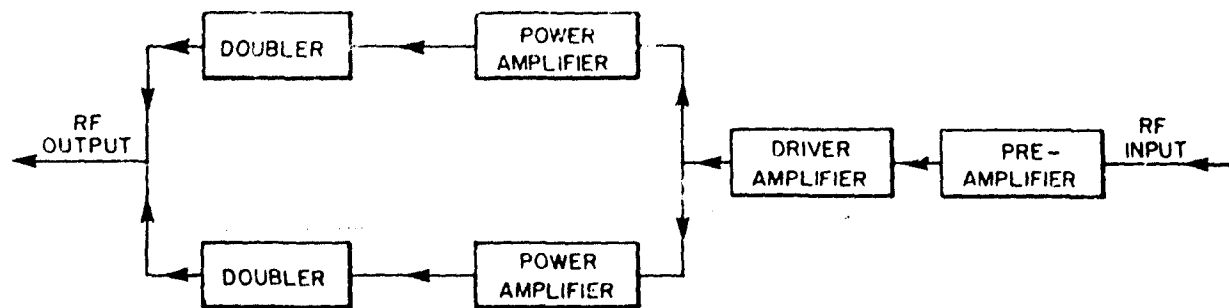 DOUBLER
POWER
AMPLIFIER
RF
OUTPUT
DRIVER
AMPLIFIER
PRE-
AMPLIFIER
RF
INPUT
DOUBLER
POWER
AMPLIFIER